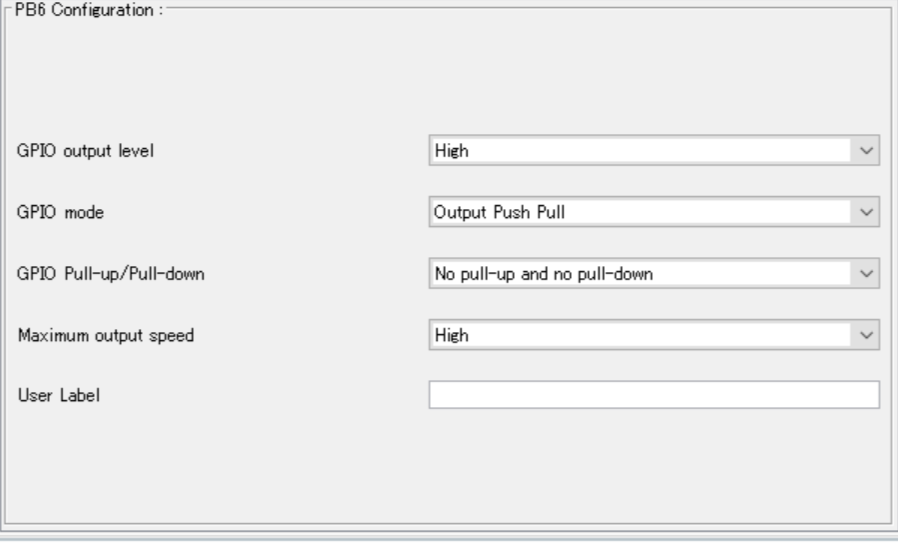 PB6 Configuration :
GPIO output level High
GPIO mode Output Push Pull
GPIO Pull-up/Pull-down No pull-up and no pull-down
Maximum output speed High
User Label